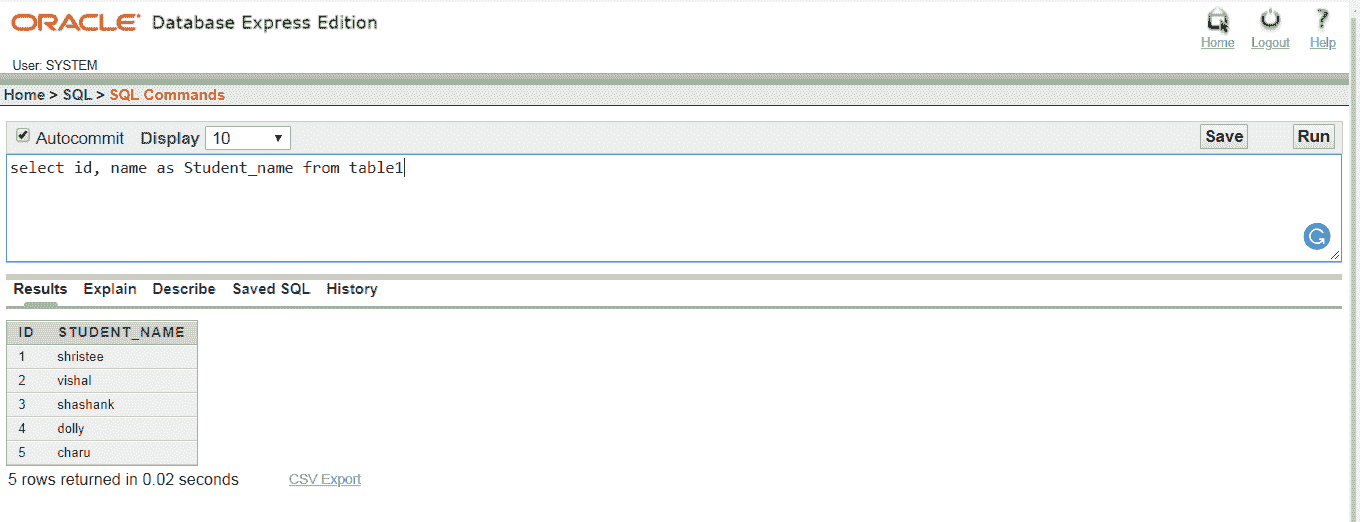 ORACLE Database Express Edition
Home Logout Help
User: SYSTEM
Home > SQL > SQL Commands
Autocommit Display 10 Save Run
select id, name as Student_name from table1
Results Explain Describe Saved SQL History
ID STUDENT_NAME
1 shristee
2 vishal
3 shashank
4 dolly
5 charu
5 rows returned in 0.02 seconds CSV Export